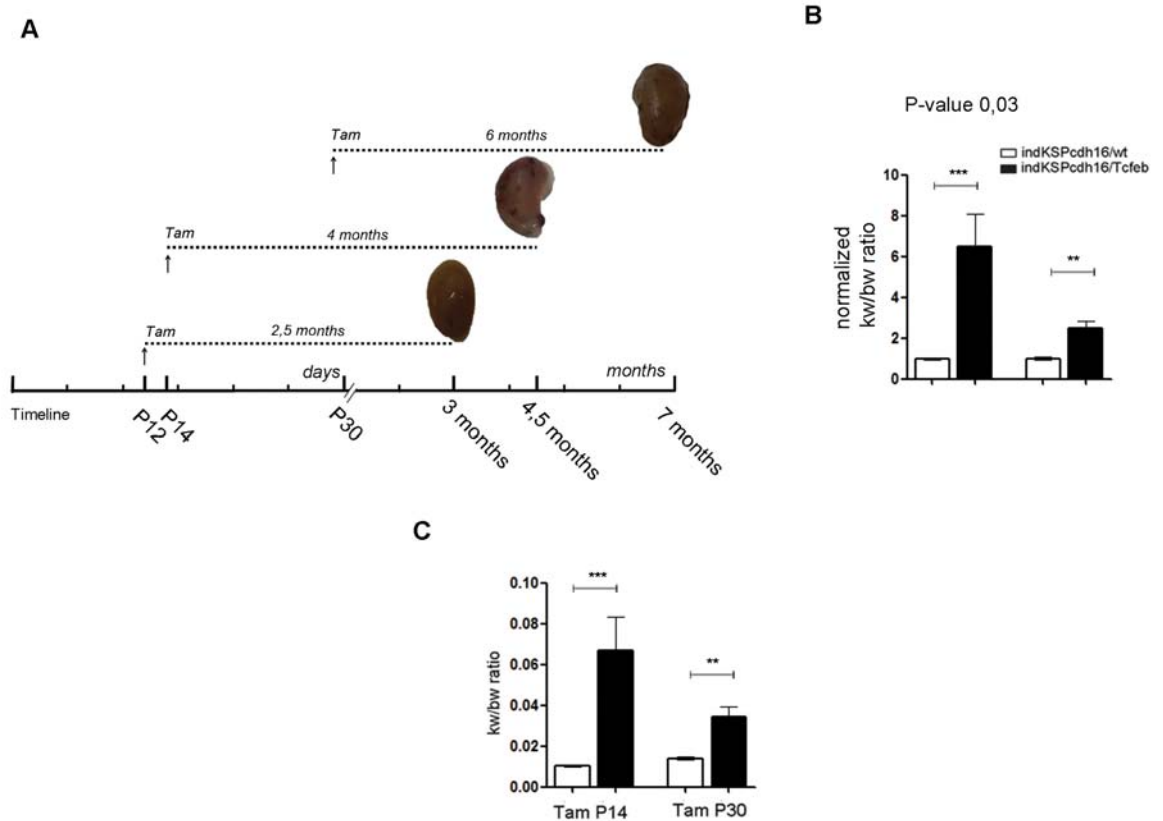 A
Tam
6 months
Tam
4 months
Tam
2,5 months
days
months
Timeline
P12
P14
P30
3 months
4,5 months
7 months
B
P-value 0,03
indKSPcdh16/wt
indKSPcdh16/Tcfeb
normalized
kw/bw ratio
10
8
6
4
2
0
***
**
C
kw/bw ratio
0.10
0.08
0.06
0.04
0.02
0.00
***
**
Tam P14
Tam P30